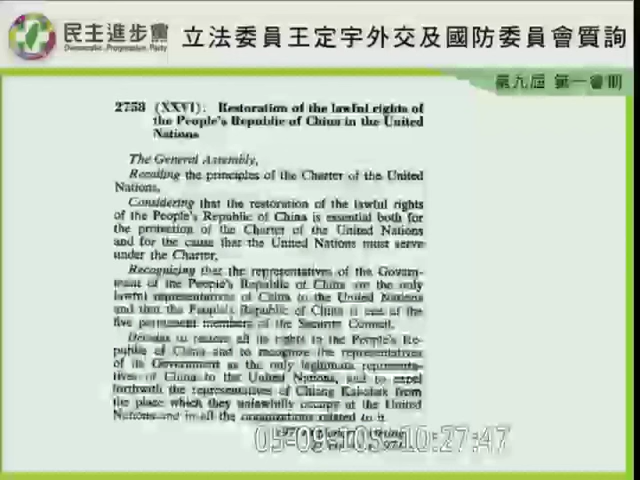 民主進步黨
Democratic Progressive Party
立法委員王定宇外交及國防委員會質詢
第九屆 第一會期
2758 (XXVI). Restoration of the lawful rights of
the People's Republic of China in the United
Nations
The General Assembly,
Recalling the principles of the Charter of the United
Nations,
Considering that the restoration of the lawful rights
of the People's Republic of China is essential both for
the protection of the Charter of the United Nations
and for the cause that the United Nations must serve
under the Charter,
Recognizing that the representatives of the Govern-
ment of the People's Republic of China are the only
lawful representatives of China to the United Nations
and that the People's Republic of China is one of the
five permanent members of the Security Council,
Decides to restore all its rights to the People's Re-
public of China and to recognize the representatives
of its Government as the only legitimate representa-
tives of China to the United Nations, and to expel
forthwith the representatives of Chiang Kai-shek from
the place which they unlawfully occupy at the United
Nations and in all the organizations related to it.
05-09-105 10:27:47